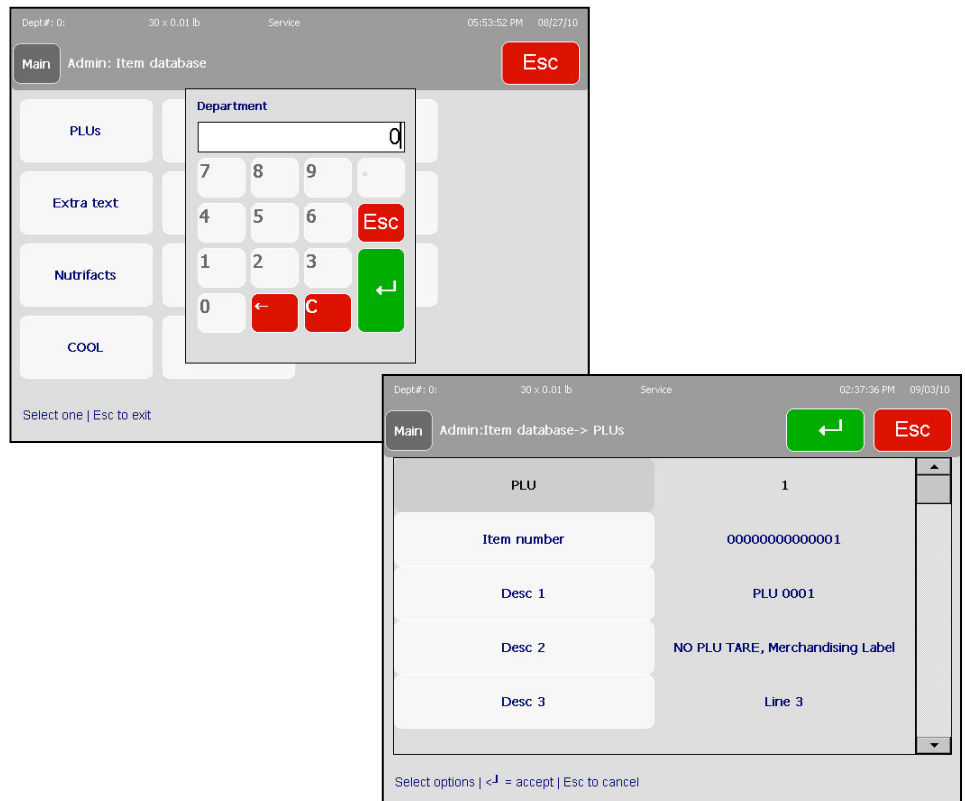 Dept#: 0: 30 x 0.01 lb Service 05:53:52 PM 08/27/10
Main Admin: Item database Esc
Department
0
PLUs
7 8 9 -
Extra text
4 5 6 Esc
1 2 3 ↵
Nutrifacts
0 ← C
COOL
Select one | Esc to exit
Dept#: 0: 30 x 0.01 lb Service 02:37:36 PM 09/03/10
Main Admin:Item database-> PLUs ↵ Esc
PLU 1
Item number 00000000000001
Desc 1 PLU 0001
Desc 2 NO PLU TARE, Merchandising Label
Desc 3 Line 3
Select options | <┘ = accept | Esc to cancel